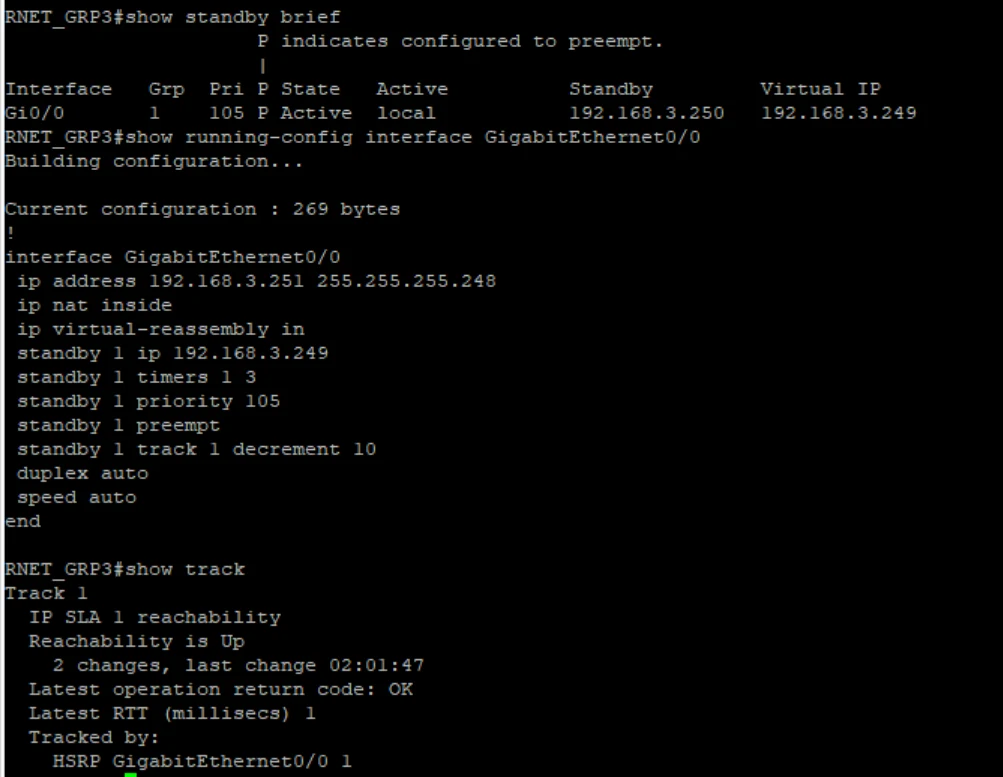 RNET_GRP3#show standby brief
P indicates configured to preempt.
|
Interface Grp Pri P State Active Standby Virtual IP
Gi0/0 1 105 P Active local 192.168.3.250 192.168.3.249
RNET_GRP3#show running-config interface GigabitEthernet0/0
Building configuration...
Current configuration : 269 bytes
!
interface GigabitEthernet0/0
ip address 192.168.3.251 255.255.255.248
ip nat inside
ip virtual-reassembly in
standby 1 ip 192.168.3.249
standby 1 timers 1 3
standby 1 priority 105
standby 1 preempt
standby 1 track 1 decrement 10
duplex auto
speed auto
end
RNET_GRP3#show track
Track 1
IP SLA 1 reachability
Reachability is Up
2 changes, last change 02:01:47
Latest operation return code: OK
Latest RTT (millisecs) 1
Tracked by:
HSRP GigabitEthernet0/0 1